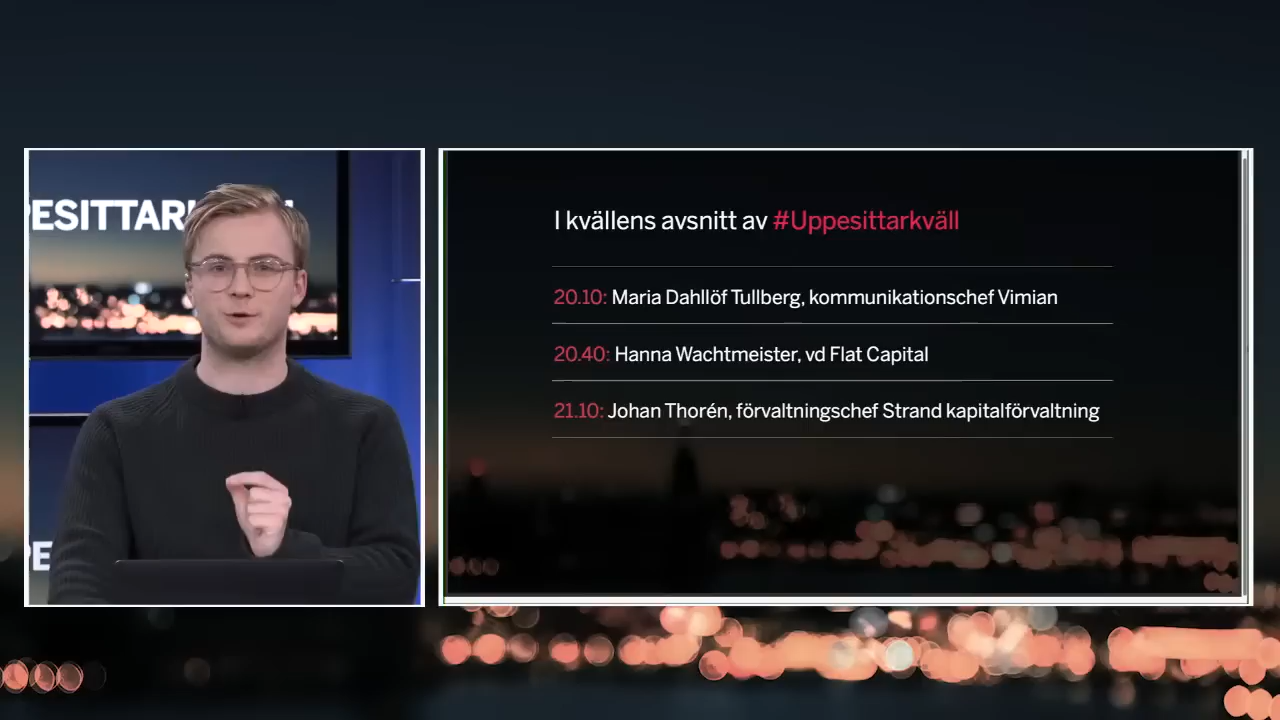 ESITTARK
PE
I kvällens avsnitt av #Uppesittarkväll
20.10: Maria Dahllöf Tullberg, kommunikationschef Vimian
20.40: Hanna Wachtmeister, vd Flat Capital
21.10: Johan Thorén, förvaltningschef Strand kapitalförvaltning